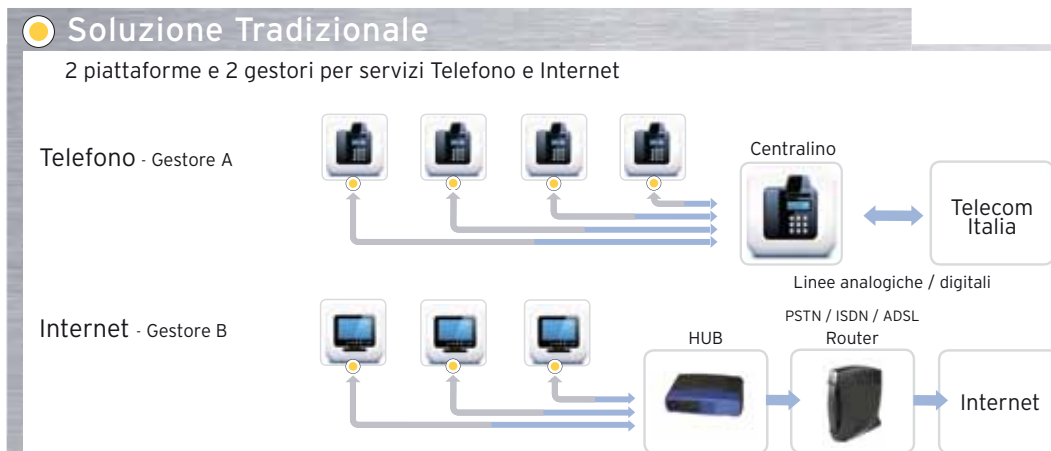 Soluzione Tradizionale
2 piattaforme e 2 gestori per servizi Telefono e Internet
Telefono - Gestore A
Centralino
Telecom
Italia
Linee analogiche / digitali
Internet - Gestore B
PSTN / ISDN / ADSL
HUB
Router
Internet